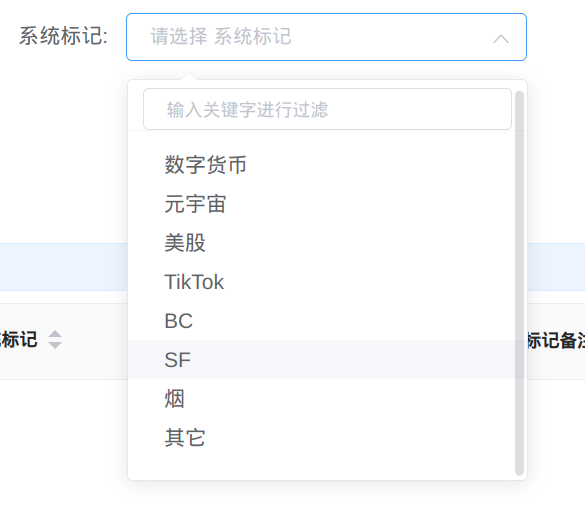 系统标记:
请选择 系统标记
输入关键字进行过滤
数字货币
元宇宙
美股
TikTok
BC
SF
烟
其它
标记
标记备